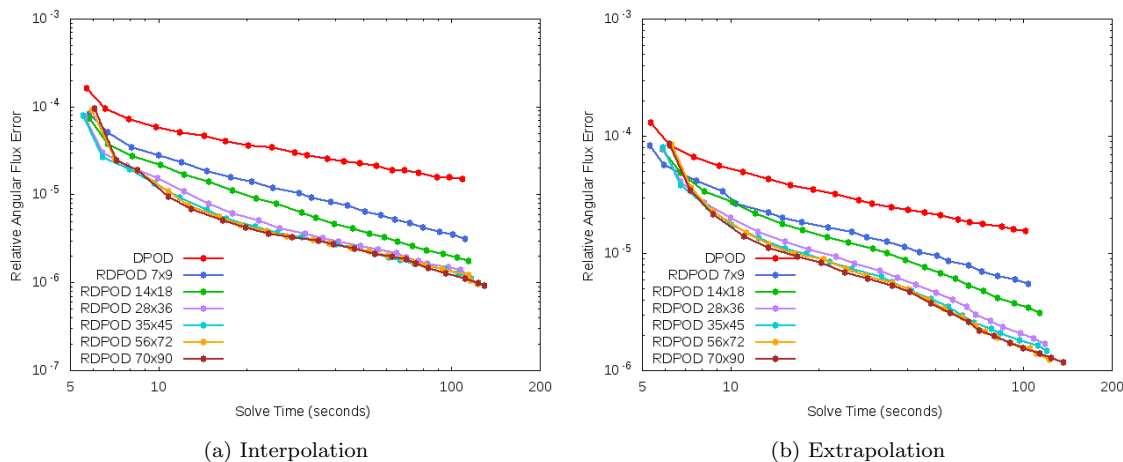 10^-3
10^-4
10^-5
10^-6
10^-7
Relative Angular Flux Error
DPOD
RDPOD 7x9
RDPOD 14x18
RDPOD 28x36
RDPOD 35x45
RDPOD 56x72
RDPOD 70x90
5 10 100 200
Solve Time (seconds)
(a) Interpolation
10^-3
10^-4
10^-5
10^-6
Relative Angular Flux Error
DPOD
RDPOD 7x9
RDPOD 14x18
RDPOD 28x36
RDPOD 35x45
RDPOD 56x72
RDPOD 70x90
5 10 100 200
Solve Time (seconds)
(b) Extrapolation